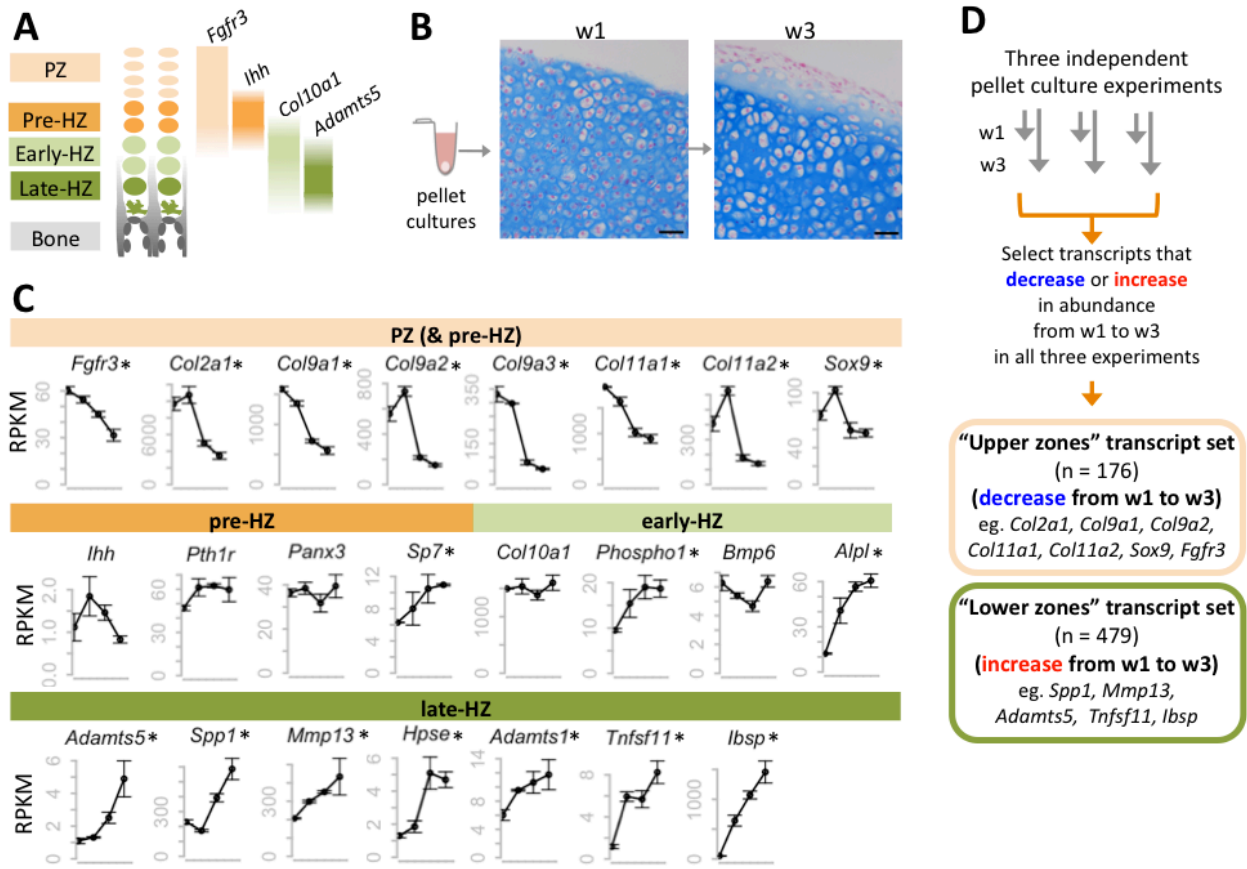 A
PZ
Pre-HZ
Early-HZ
Late-HZ
Bone
Fgfr3
Ihh
Col10a1
Adamts5
B
w1
w3
pellet
cultures
C
PZ (& pre-HZ)
Fgfr3* Col2a1* Col9a1* Col9a2* Col9a3* Col11a1* Col11a2* Sox9*
RPKM
0 30 60
0 6000
0 1000
0 400 800
0 150 350
0 1000
0 300
0 40 100
pre-HZ
early-HZ
Ihh Pth1r Panx3 Sp7* Col10a1 Phospho1* Bmp6 Alpl*
RPKM
0.0 1.0 2.0
0 30 60
0 20 40
0 4 8 12
0 1000
0 10 20
0 2 4 6
0 30 60
late-HZ
Adamts5* Spp1* Mmp13* Hpse* Adamts1* Tnfsf11* Ibsp*
RPKM
0 2 4 6
0 300
0 300
0 2 4 6
0 4 8 14
0 4 8
0 1000
D
Three independent
pellet culture experiments
w1
w3
Select transcripts that
decrease or increase
in abundance
from w1 to w3
in all three experiments
“Upper zones” transcript set
(n = 176)
(decrease from w1 to w3)
eg. Col2a1, Col9a1, Col9a2,
Col11a1, Col11a2, Sox9, Fgfr3
“Lower zones” transcript set
(n = 479)
(increase from w1 to w3)
eg. Spp1, Mmp13,
Adamts5, Tnfsf11, Ibsp